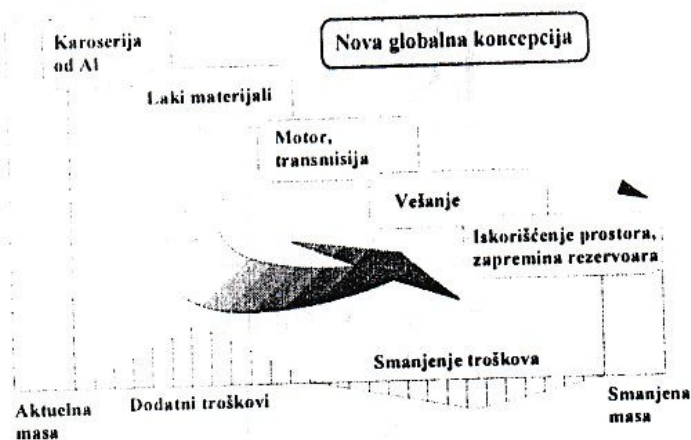 Karoserija
od Al
Nova globalna koncepcija
Laki materijali
Motor,
transmisija
Vešanje
Iskorišćenje prostora,
zapremina rezervoara
Smanjenje troškova
Aktuelna
masa
Dodatni troškovi
Smanjena
masa